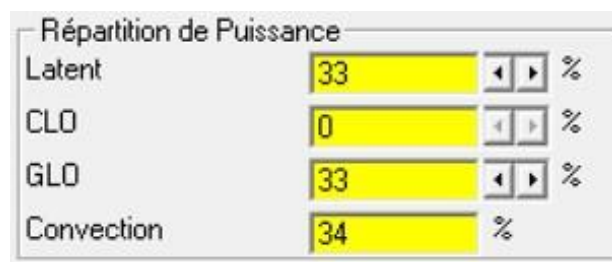 Répartition de Puissance
Latent 33 %
CLO 0 %
GLO 33 %
Convection 34 %